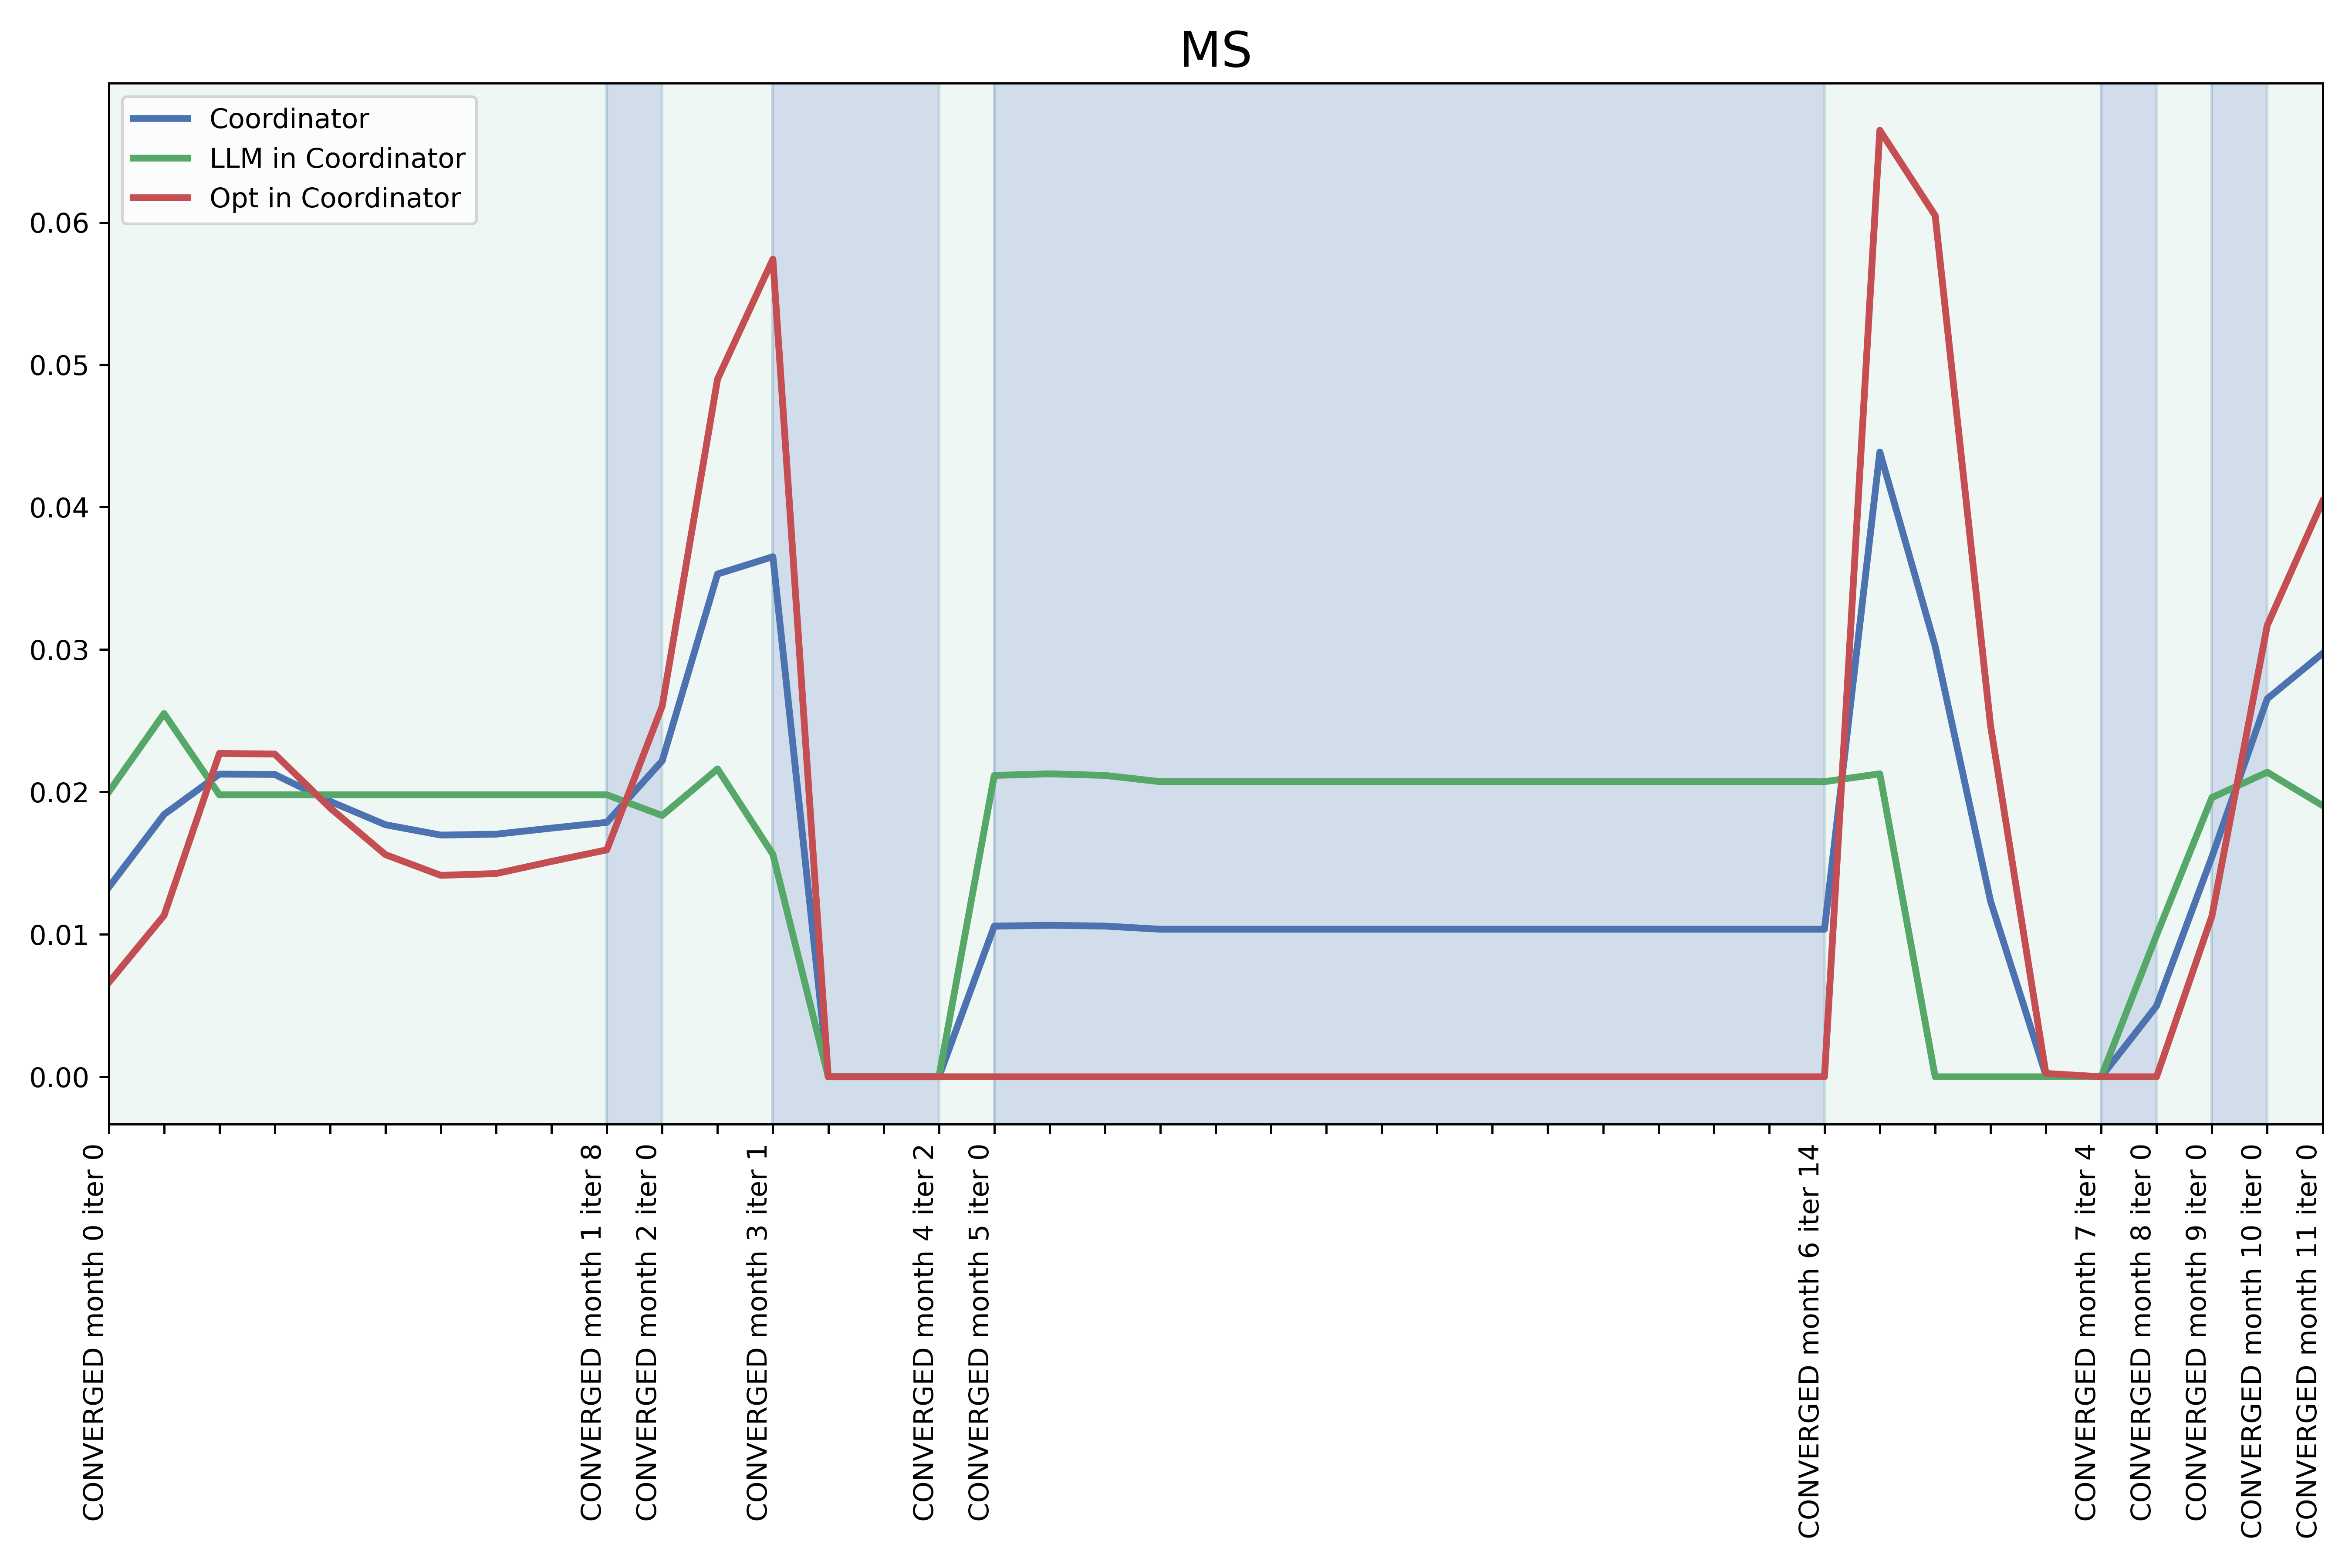 MS
Coordinator
LLM in Coordinator
Opt in Coordinator
0.06
0.05
0.04
0.03
0.02
0.01
0.00
CONVERGED month 0 iter 0
CONVERGED month 1 iter 8
CONVERGED month 2 iter 0
CONVERGED month 3 iter 1
CONVERGED month 4 iter 2
CONVERGED month 5 iter 0
CONVERGED month 6 iter 14
CONVERGED month 7 iter 4
CONVERGED month 8 iter 0
CONVERGED month 9 iter 0
CONVERGED month 10 iter 0
CONVERGED month 11 iter 0